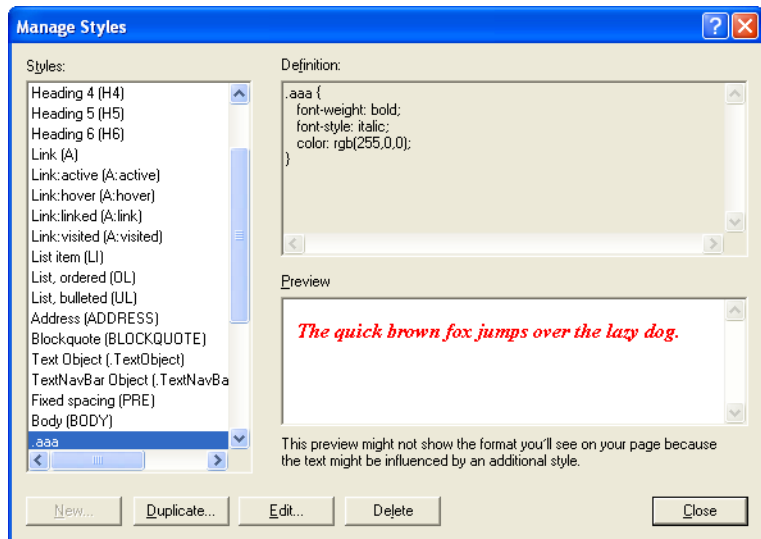 Manage Styles
Styles:
Heading 4 (H4)
Heading 5 (H5)
Heading 6 (H6)
Link (A)
Link:active (A:active)
Link:hover (A:hover)
Link:linked (A:link)
Link:visited (A:visited)
List item (LI)
List, ordered (OL)
List, bulleted (UL)
Address (ADDRESS)
Blockquote (BLOCKQUOTE)
Text Object (.TextObject)
TextNavBar Object (.TextNavBa
Fixed spacing (PRE)
Body (BODY)
.aaa
Definition:
.aaa {
font-weight: bold;
font-style: italic;
color: rgb(255,0,0);
}
Preview
The quick brown fox jumps over the lazy dog.
This preview might not show the format you'll see on your page because
the text might be influenced by an additional style.
New... Duplicate... Edit... Delete Close